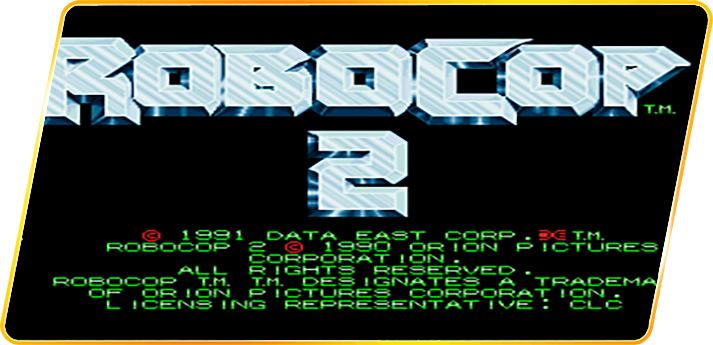 ROBOCOP T.M.
2
© 1991 DATA EAST CORP. DE T.M.
ROBOCOP 2 © 1990 ORION PICTURES
CORPORATION.
ALL RIGHTS RESERVED.
ROBOCOP T.M. T.M. DESIGNATES A TRADEMA
OF ORION PICTURES CORPORATION.
LICENSING REPRESENTATIVE: CLC